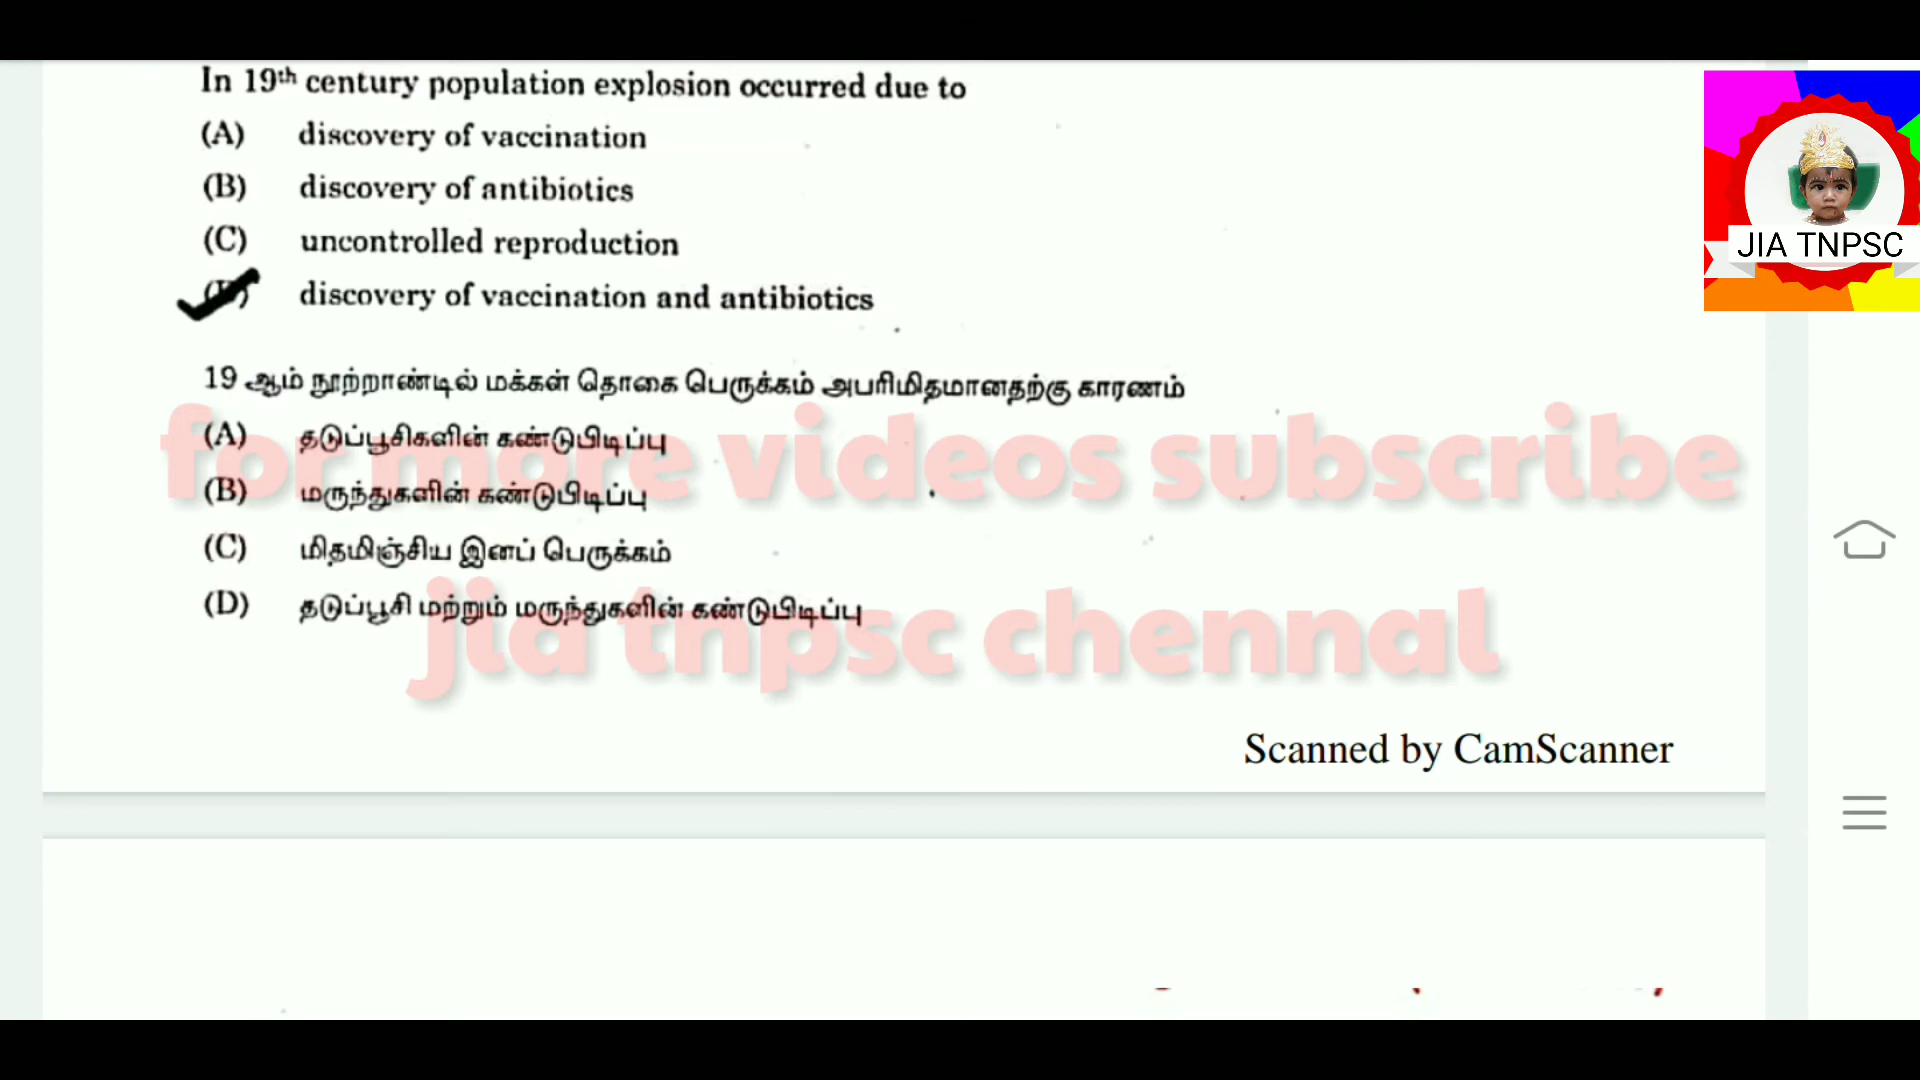 In 19th century population explosion occurred due to
(A) discovery of vaccination
(B) discovery of antibiotics
(C) uncontrolled reproduction
discovery of vaccination and antibiotics
19 ஆம் நூற்றாண்டில் மக்கள் தொகை பெருக்கம் அபரிமிதமானதற்கு காரணம்
(A) தடுப்பூசிகளின் கண்டுபிடிப்பு
(B) மருந்துகளின் கண்டுபிடிப்பு
(C) மிதமிஞ்சிய இனப் பெருக்கம்
(D) தடுப்பூசி மற்றும் மருந்துகளின் கண்டுபிடிப்பு
for more videos subscribe
jia tnpsc chennal
Scanned by CamScanner
JIA TNPSC